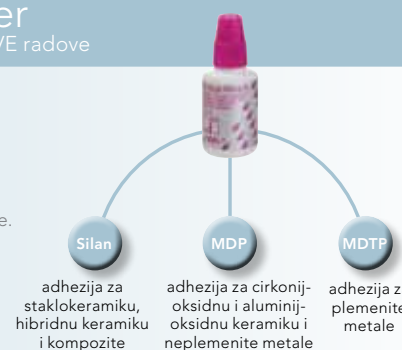 er
VE radove
e.
Silan
MDP
MDTP
adhezija za
staklokeramiku,
hibridnu keramiku
i kompozite
adhezija za cirkonij-
oksidnu i aluminij-
oksidnu keramiku i
neplemenite metale
adhezija z
plemenite
metale